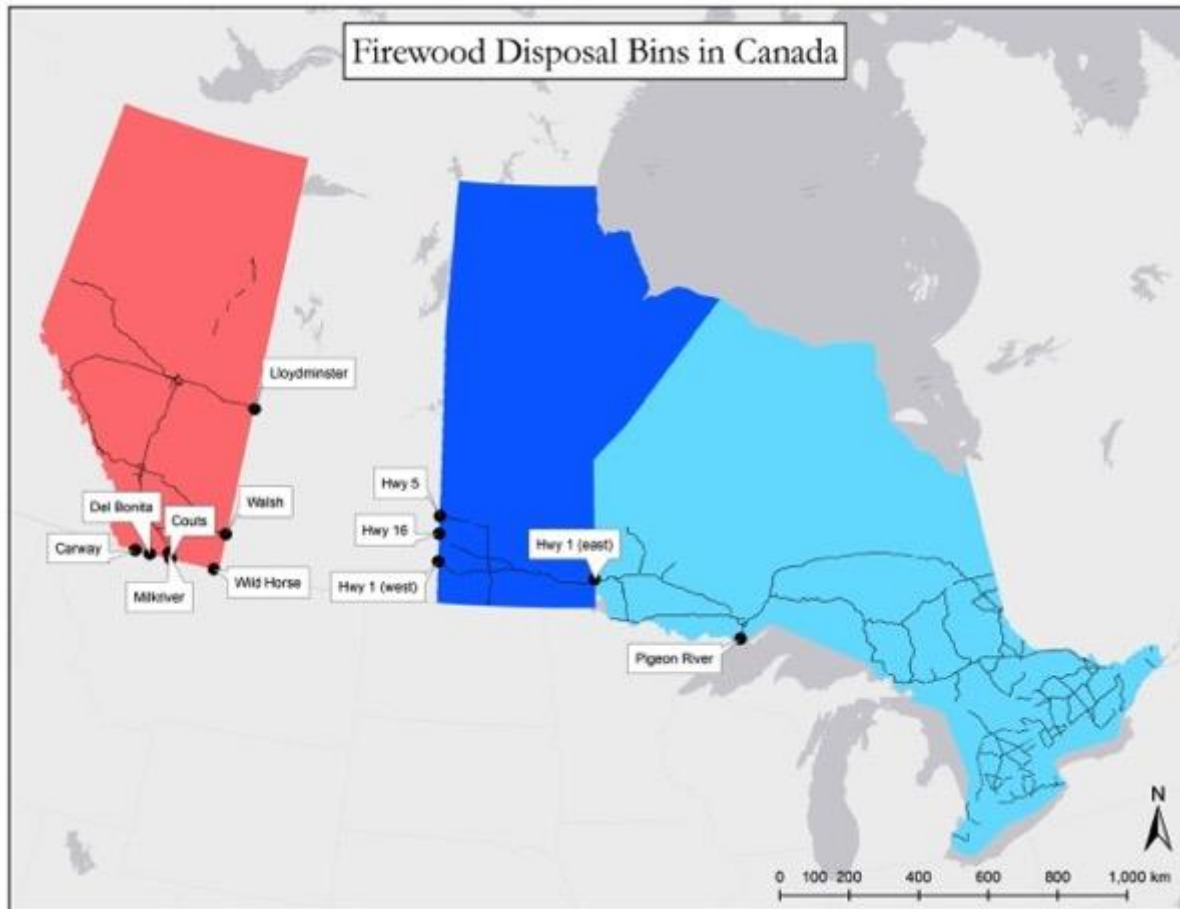 Firewood Disposal Bins in Canada
Lloydminster
Hwy 5
Del Bonita
Couts
Walsh
Hwy 16
Hwy 1 (east)
Carway
Wild Horse
Hwy 1 (west)
Milkriver
Pigeon River
N
0 100 200 400 600 800 1,000 km